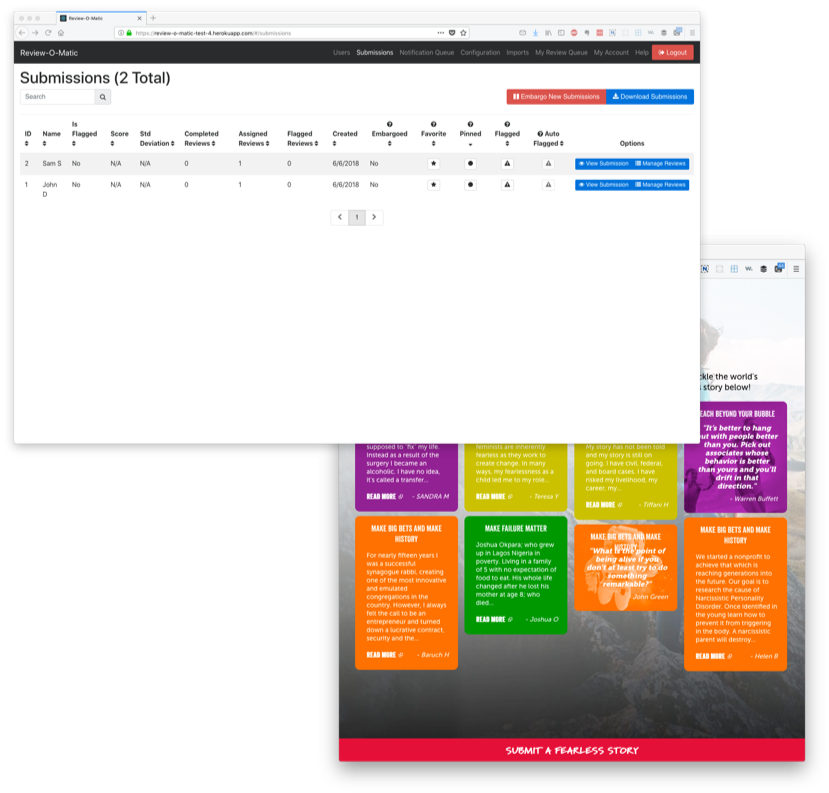 Review-O-Matic
https://review-o-matic-test-4.herokuapp.com/#/submissions
Review-O-Matic
Users Submissions Notification Queue Configuration Imports My Review Queue My Account Help Logout
Submissions (2 Total)
Search
Embargo New Submissions Download Submissions
ID Name Is Flagged Score Std Deviation Completed Reviews Assigned Reviews Flagged Reviews Created Embargoed Favorite Pinned Flagged Auto Flagged Options
2 Sam S No N/A N/A 0 1 0 6/6/2018 No View Submission Manage Reviews
1 John D No N/A N/A 0 1 0 6/6/2018 No View Submission Manage Reviews
1
ckle the world's
story below!
EACH BEYOND YOUR BUBBLE
"It's better to hang
out with people better
than you. Pick out
associates whose
behavior is better
than yours and you'll
drift in that
direction."
- Warren Buffett
supposed to "fix" my life.
Instead as a result of the
surgery I became an
alcoholic. I have no idea,
it's called a transfer...
READ MORE - SANDRA M
feminists are inherently
fearless as they work to
create change. In many
ways, my fearlessness as a
child led me to my role...
READ MORE - Teresa Y
My story has not been told
and my story is still on
going. I have civil, federal,
and board cases. I have
risked my livelihood, my
career, my...
READ MORE - Tiffani H
MAKE BIG BETS AND MAKE
HISTORY
For nearly fifteen years I
was a successful
synagogue rabbi, creating
one of the most innovative
and emulated
congregations in the
country. However, I always
felt the call to be an
entrepreneur and turned
down a lucrative contract,
security and the...
READ MORE - Baruch H
MAKE FAILURE MATTER
Joshua Okpara; who grew
up in Lagos Nigeria in
poverty. Living in a family
of 5 with no expectation of
food to eat. His whole life
changed after he lost his
mother at age 8; who
died...
READ MORE - Joshua O
MAKE BIG BETS AND MAKE
HISTORY
"What is the point of
being alive if you
don't at least try to do
something
remarkable?"
John Green
MAKE BIG BETS AND MAKE
HISTORY
We started a nonprofit to
achieve that which is
reaching generations into
the future. Our goal is to
research the cause of
Narcissistic Personality
Disorder. Once identified in
the young learn how to
prevent it from triggering
in the body. A narcissistic
parent will destroy...
READ MORE - Helen B
SUBMIT A FEARLESS STORY